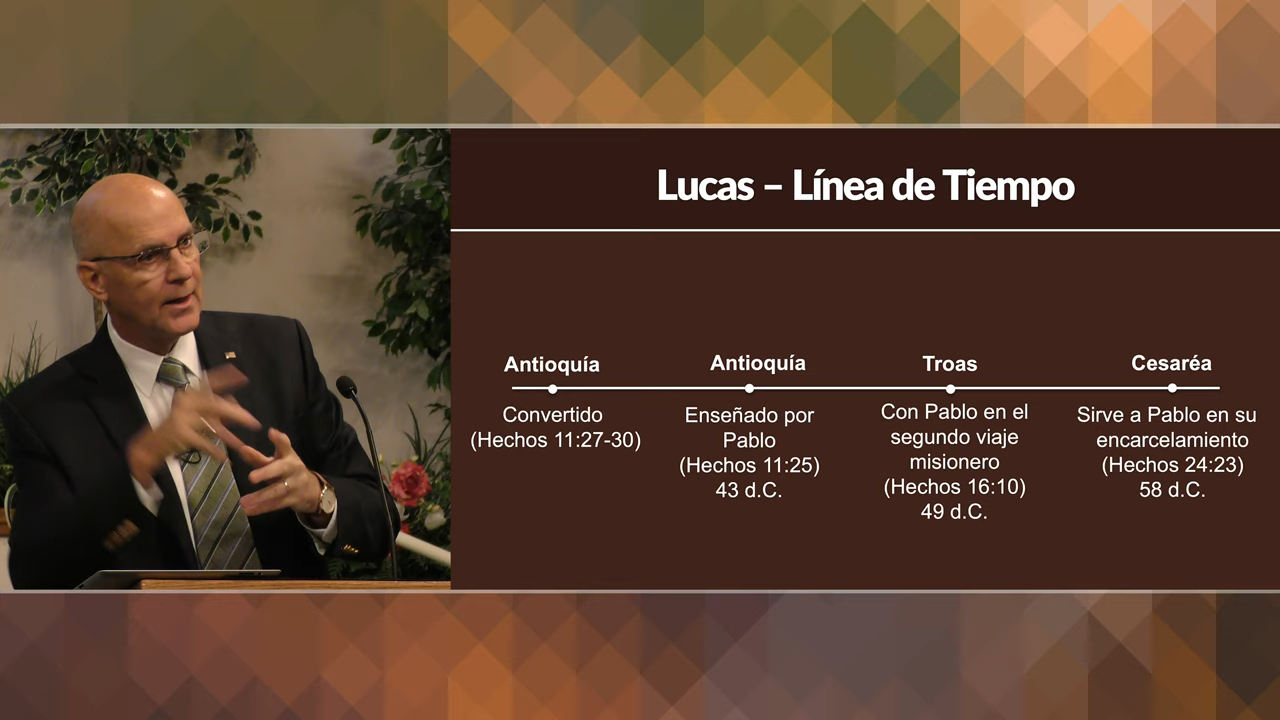 Lucas – Línea de Tiempo
Antioquía
Convertido
(Hechos 11:27-30)
Antioquía
Enseñado por
Pablo
(Hechos 11:25)
43 d.C.
Troas
Con Pablo en el
segundo viaje
misionero
(Hechos 16:10)
49 d.C.
Cesaréa
Sirve a Pablo en su
encarcelamiento
(Hechos 24:23)
58 d.C.